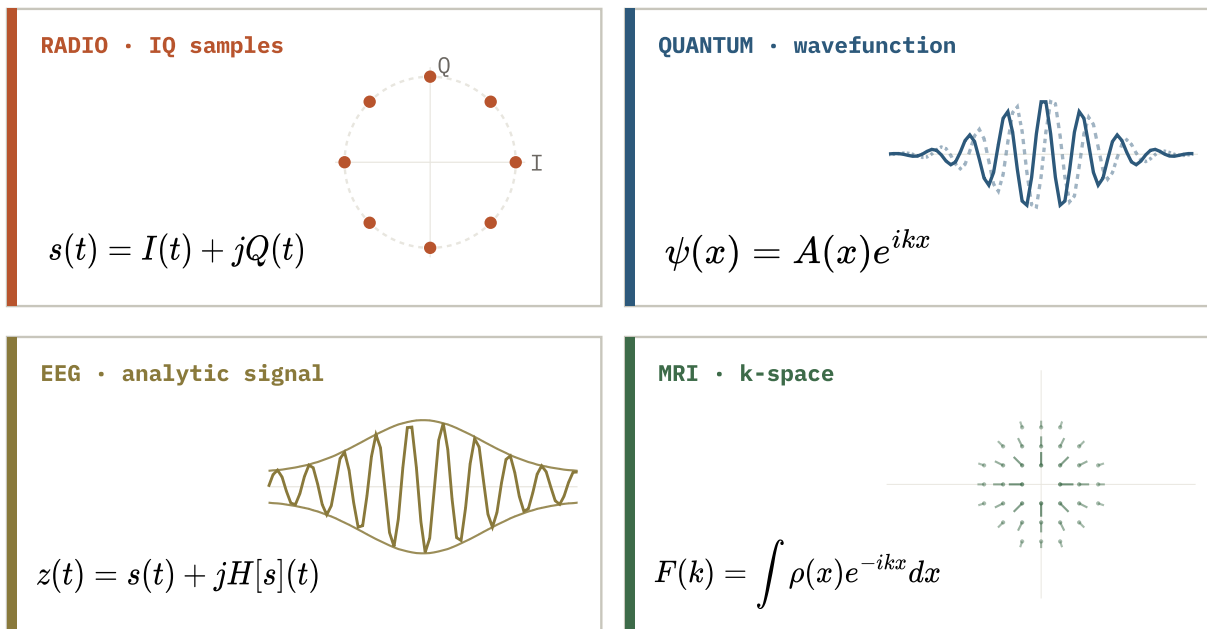 RADIO · IQ samples
Q
I
s(t) = I(t) + jQ(t)
QUANTUM · wavefunction
ψ(x) = A(x)e^{ikx}
EEG · analytic signal
z(t) = s(t) + jH[s](t)
MRI · k-space
F(k) = ∫ ρ(x)e^{−ikx}dx